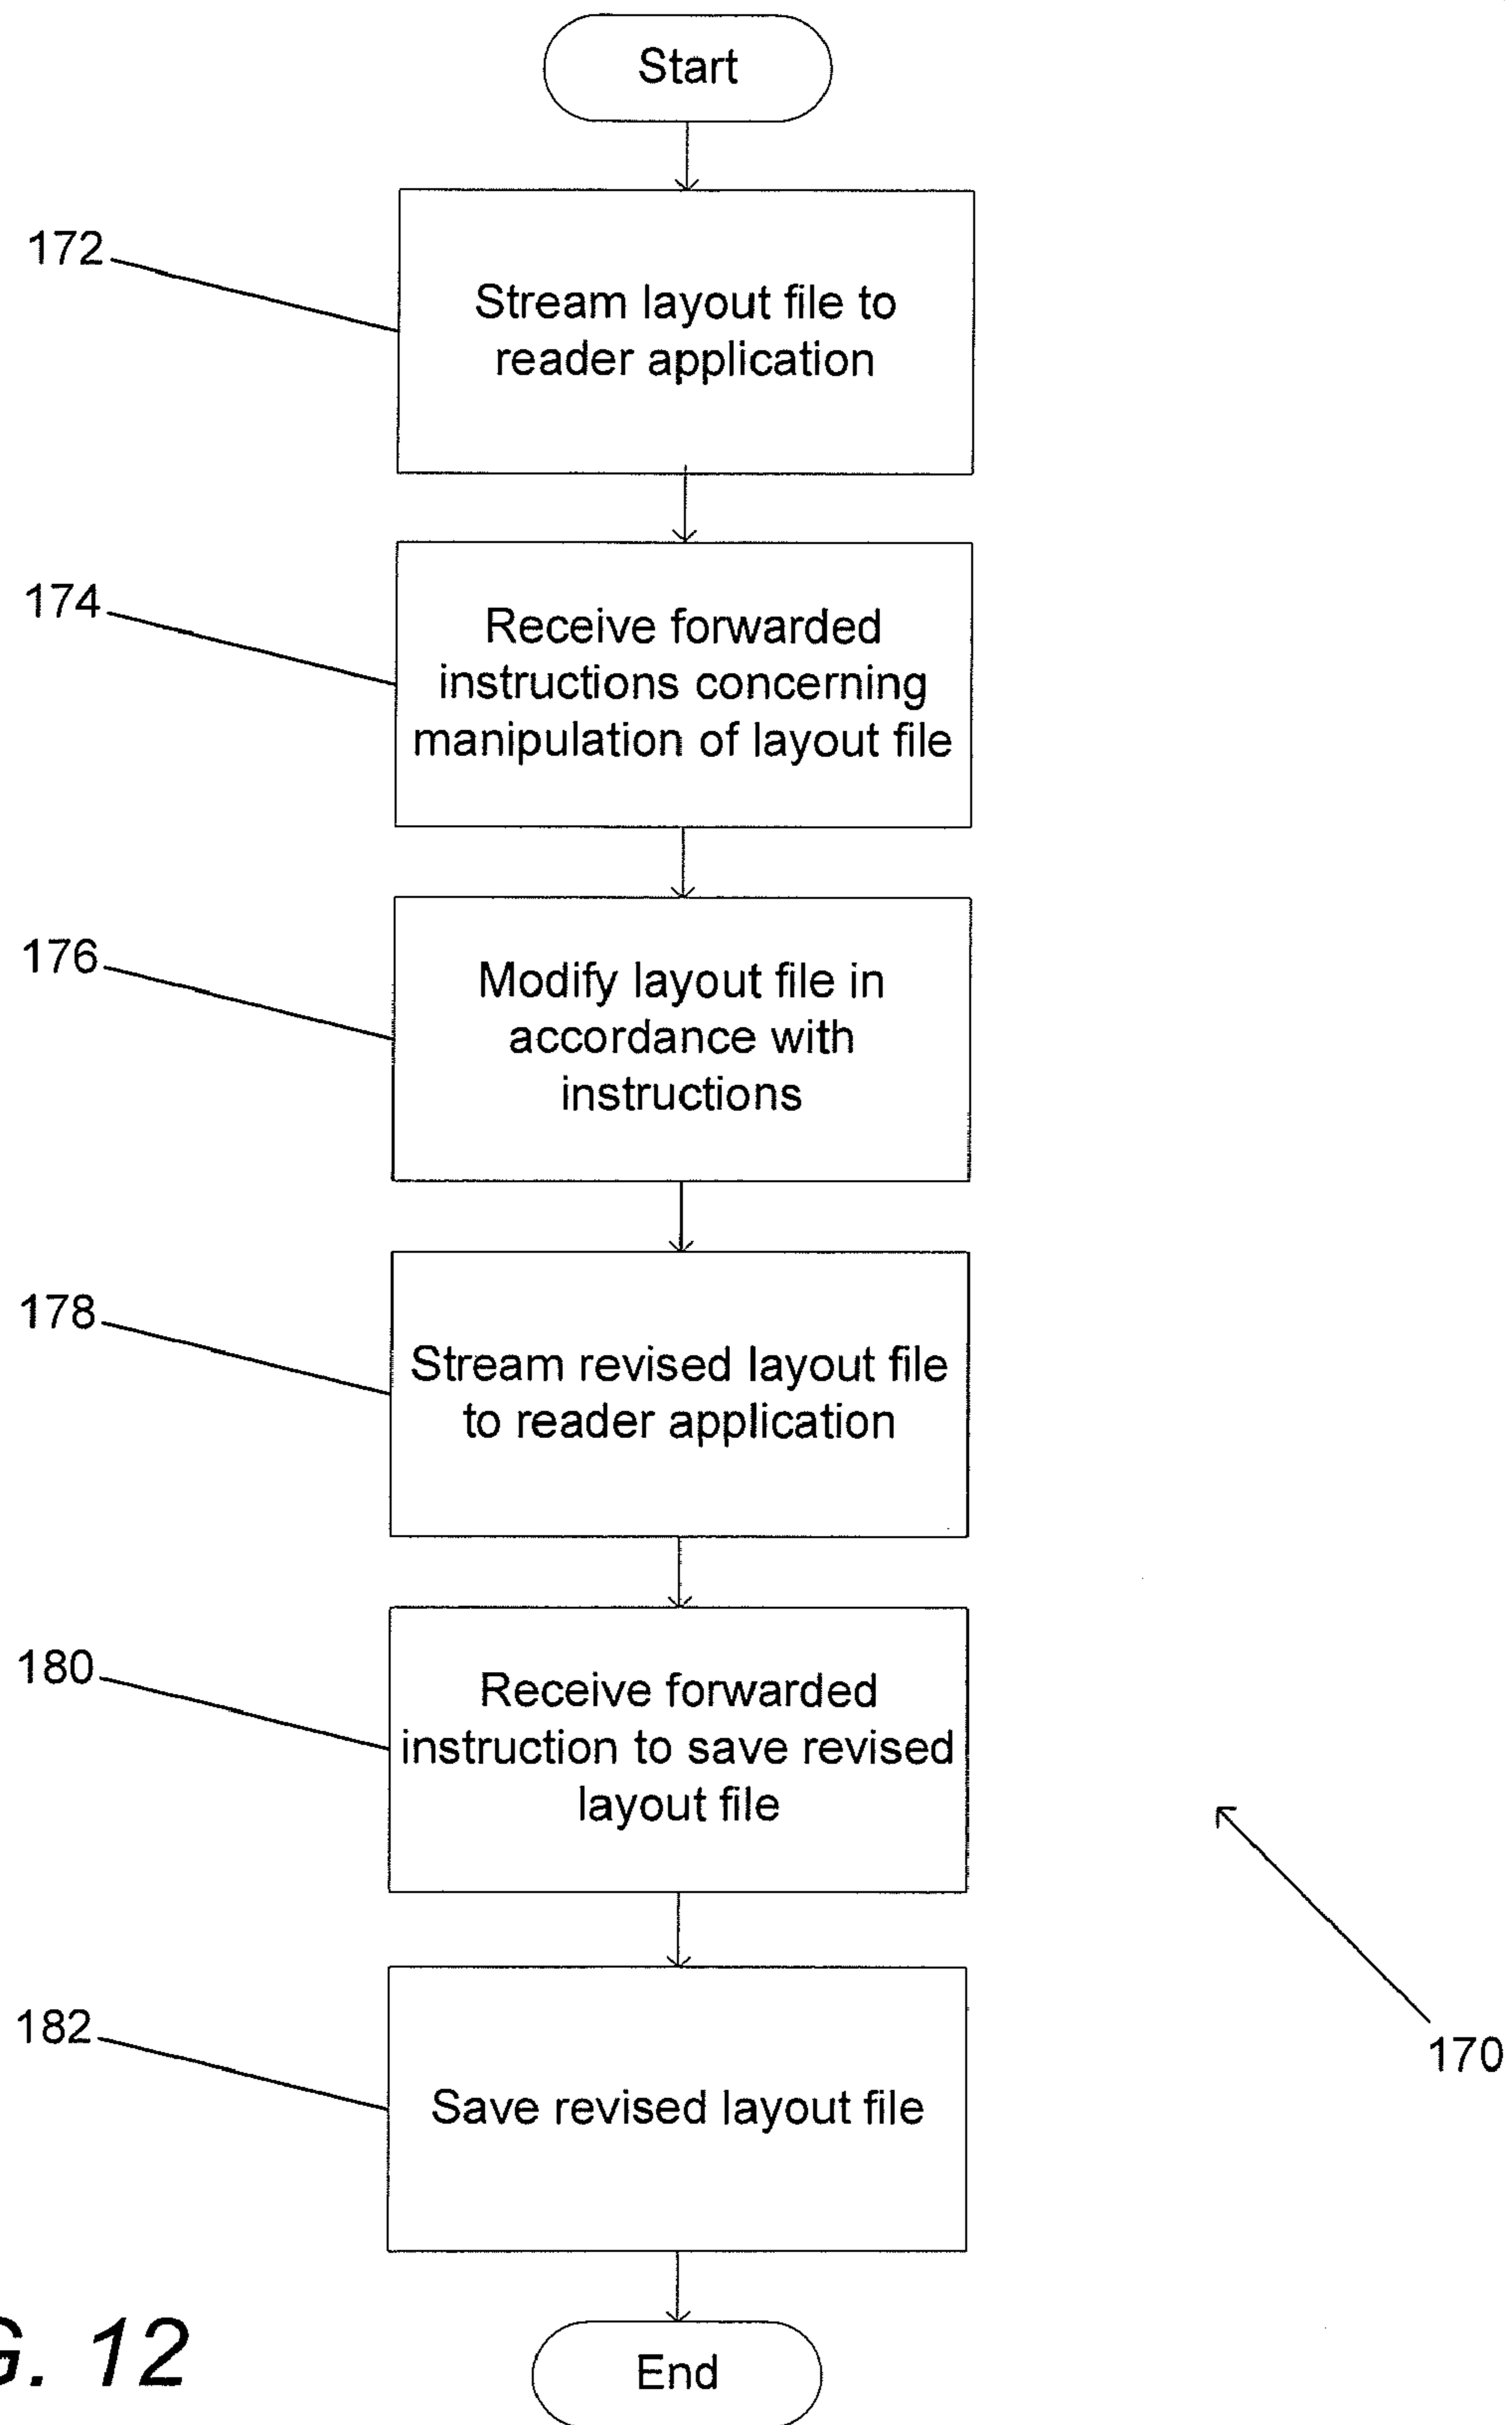 Start
172
Stream layout file to
reader application
174
Receive forwarded
instructions concerning
manipulation of layout file
176
Modify layout file in
accordance with
instructions
178
Stream revised layout file
to reader application
180
Receive forwarded
instruction to save revised
layout file
182
Save revised layout file
170
G. 12
End